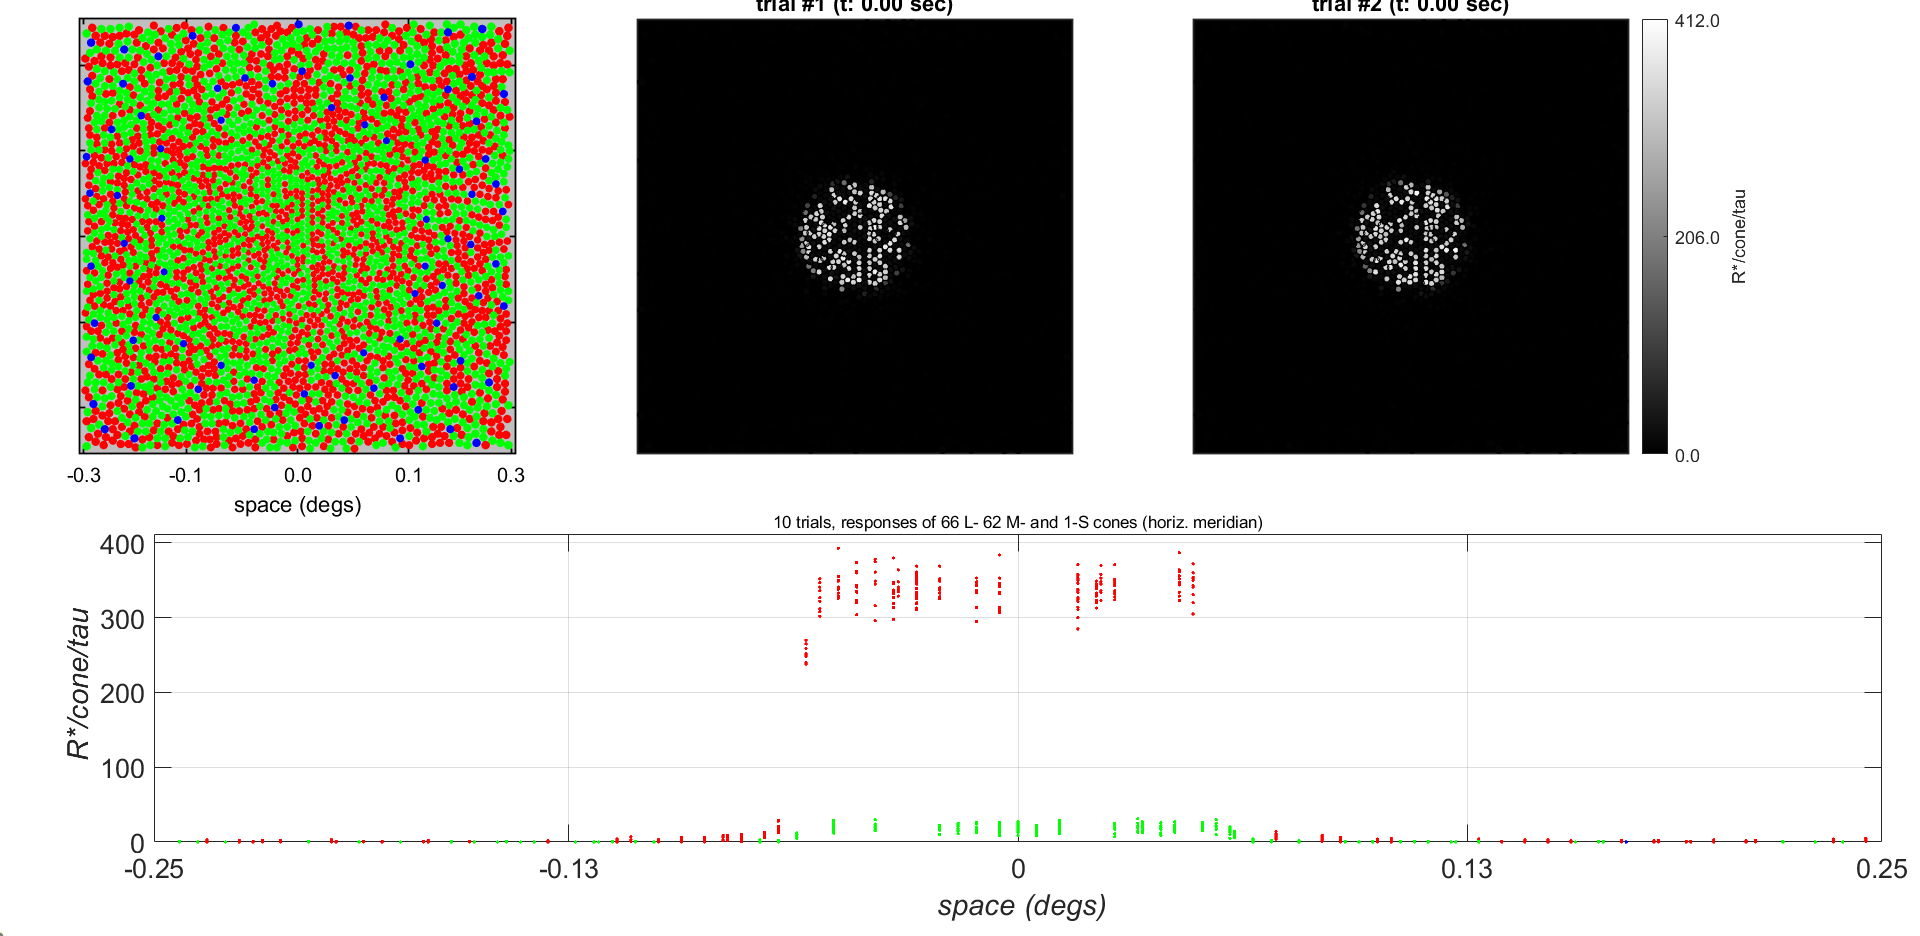 trial #1 (t: 0.00 sec)
trial #2 (t: 0.00 sec)
412.0
206.0
0.0
R*/cone/tau
-0.3 -0.1 0.0 0.1 0.3
space (degs)
10 trials, responses of 66 L- 62 M- and 1-S cones (horiz. meridian)
400
300
200
100
0
R*/cone/tau
-0.25 -0.13 0 0.13 0.25
space (degs)